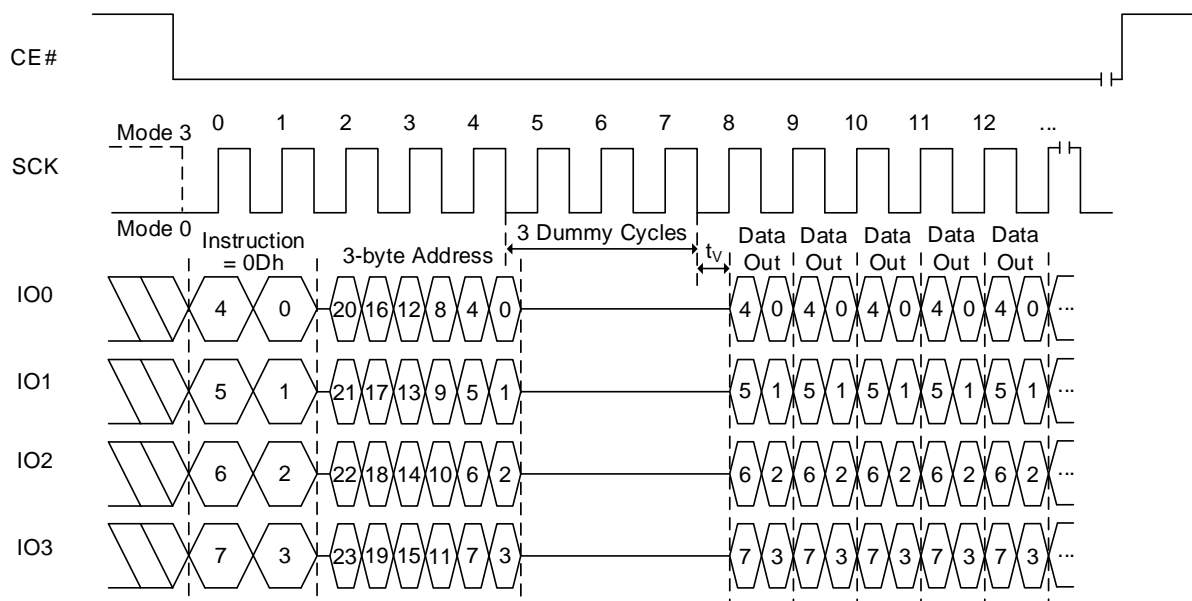 CE#
0 1 2 3 4 5 6 7 8 9 10 11 12 ...
Mode 3
SCK
Mode 0
3 Dummy Cycles
Instruction = 0Dh
3-byte Address
tV
Data Out Data Out Data Out Data Out Data Out
IO0 4 0 20 16 12 8 4 0 4 0 4 0 4 0 4 0 4 0 ...
IO1 5 1 21 17 13 9 5 1 5 1 5 1 5 1 5 1 5 1 ...
IO2 6 2 22 18 14 10 6 2 6 2 6 2 6 2 6 2 6 2 ...
IO3 7 3 23 19 15 11 7 3 7 3 7 3 7 3 7 3 7 3 ...